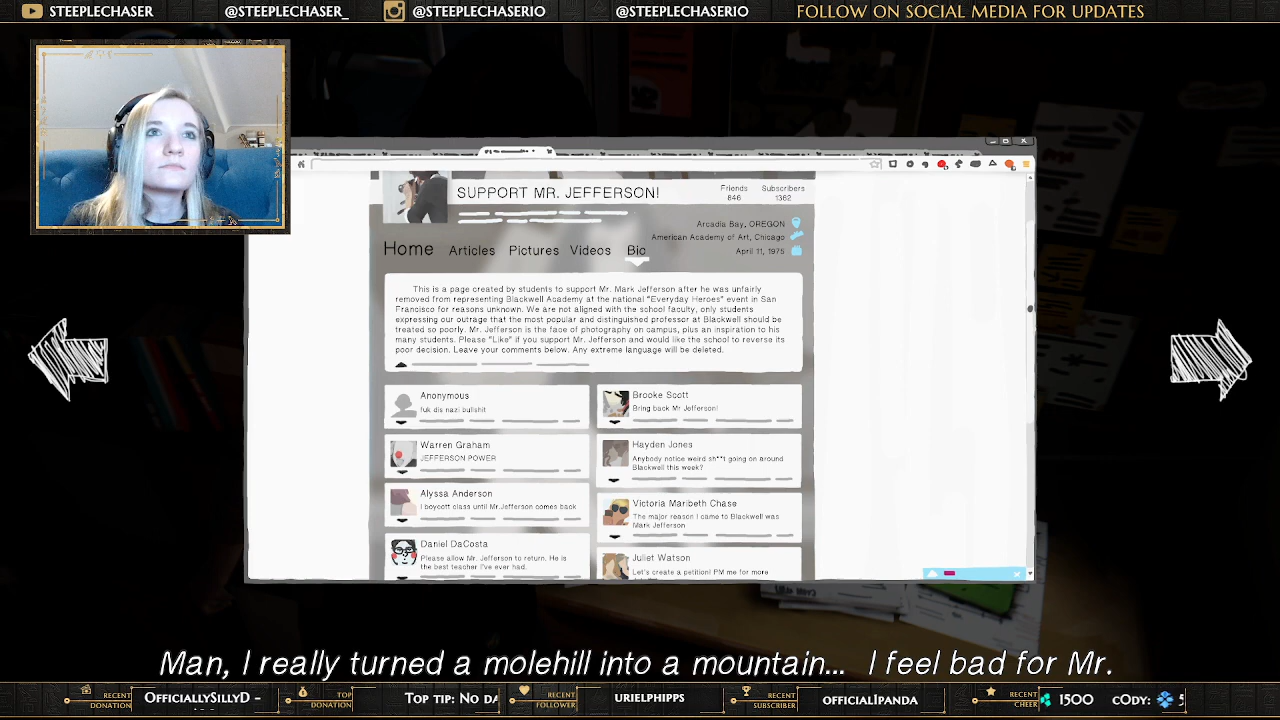 STEEPLECHASER @STEEPLECHASER_ @STEEPLECHASERIO @STEEPLECHASERIO FOLLOW ON SOCIAL MEDIA FOR UPDATES
SUPPORT MR. JEFFERSON!
Friends Subscribers
646 1362
Arcadia Bay, OREGON
American Academy of Art, Chicago
April 11, 1975
Home Articles Pictures Videos Bio
This is a page created by students to support Mr. Mark Jefferson after he was unfairly
removed from representing Blackwell Academy at the national "Everyday Heroes" event in San
Francisco for reasons unknown. We are not aligned with the school faculty, only students
expressing our outrage that the most popular and distinguished professor at Blackwell should be
treated so poorly. Mr. Jefferson is the face of photography on campus, plus an inspiration to his
many students. Please "Like" if you support Mr. Jefferson and would like the school to reverse its
poor decision. Leave your comments below. Any extreme language will be deleted.
Anonymous
fuk dis nazi bullshit
Warren Graham
JEFFERSON POWER
Alyssa Anderson
I boycott class until Mr.Jefferson comes back
Daniel DaCosta
Please allow Mr. Jefferson to return. He is
the best teacher I've ever had.
Brooke Scott
Bring back Mr Jefferson!
Hayden Jones
Anybody notice weird sh**t going on around
Blackwell this week?
Victoria Maribeth Chase
The major reason I came to Blackwell was
Mark Jefferson
Juliet Watson
Let's create a petition! PM me for more
Man, I really turned a molehill into a mountain... I feel bad for Mr.
RECENT DONATION OFFICIALLYSILLYD -
TOP DONATION TOP TIP: NO DA
RECENT FOLLOWER URIELPHIPPS
RECENT SUBSCRIBER OFFICIALIPANDA
RECENT CHEER 1500 CODY: